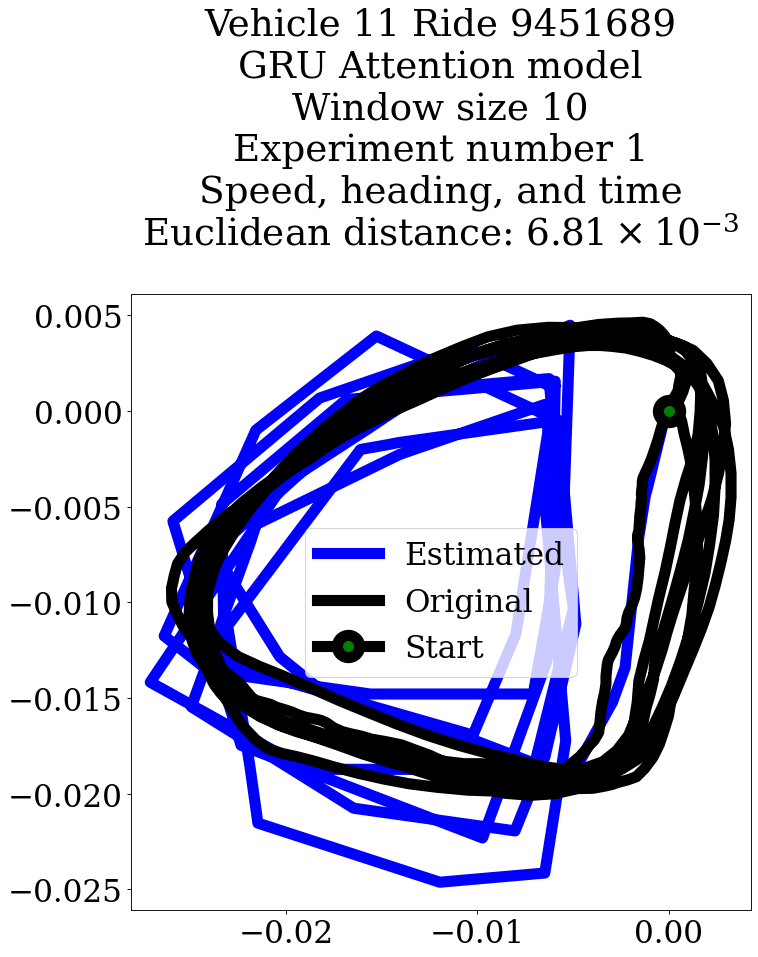 Vehicle 11 Ride 9451689
GRU Attention model
Window size 10
Experiment number 1
Speed, heading, and time
Euclidean distance: 6.81 × 10⁻³
0.005
0.000
−0.005
−0.010
−0.015
−0.020
−0.025
Estimated
Original
Start
−0.02
−0.01
0.00